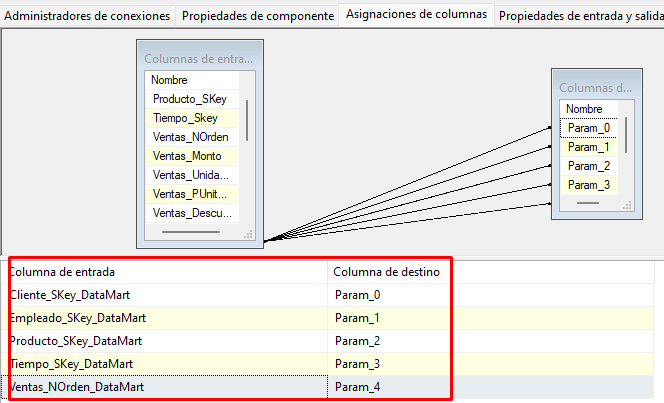 Administradores de conexiones Propiedades de componente Asignaciones de columnas Propiedades de entrada y salida
Columnas de entra...
Nombre
Producto_SKey
Tiempo_Skey
Ventas_NOrden
Ventas_Monto
Ventas_Unida...
Ventas_PUnit...
Ventas_Descu...
Columnas d...
Nombre
Param_0
Param_1
Param_2
Param_3
Columna de entrada Columna de destino
Cliente_SKey_DataMart Param_0
Empleado_SKey_DataMart Param_1
Producto_SKey_DataMart Param_2
Tiempo_SKey_DataMart Param_3
Ventas_NOrden_DataMart Param_4